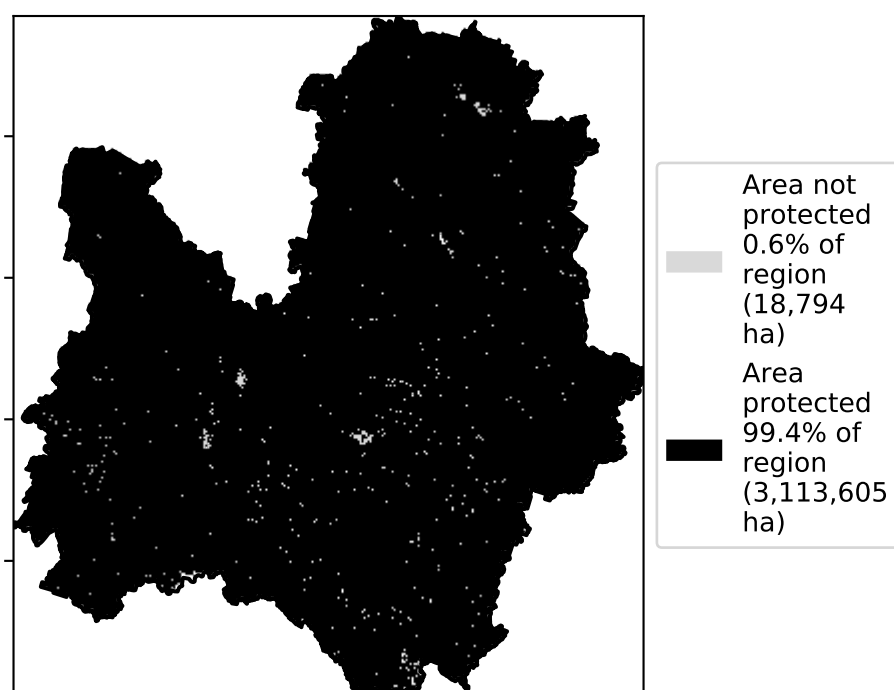 Area not
protected
0.6% of
region
(18,794
ha)
Area
protected
99.4% of
region
(3,113,605
ha)